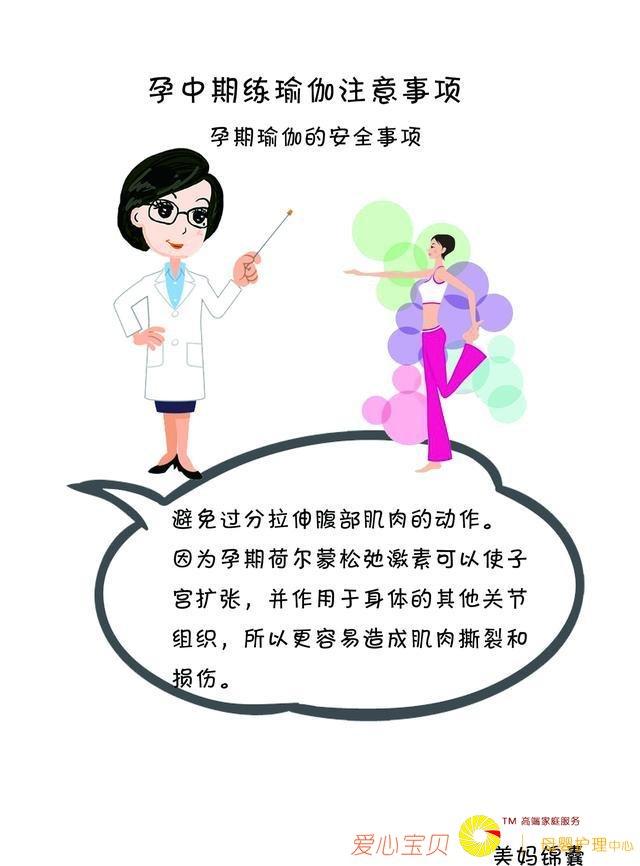 孕中期练瑜伽注意事项
孕期瑜伽的安全事项
避免过分拉伸腹部肌肉的动作。
因为孕期荷尔蒙松弛激素可以使子
宫扩张，并作用于身体的其他关节
组织，所以更容易造成肌肉撕裂和
损伤。
TM 高端家庭服务
爱心宝贝 母婴护理中心
美妈锦囊